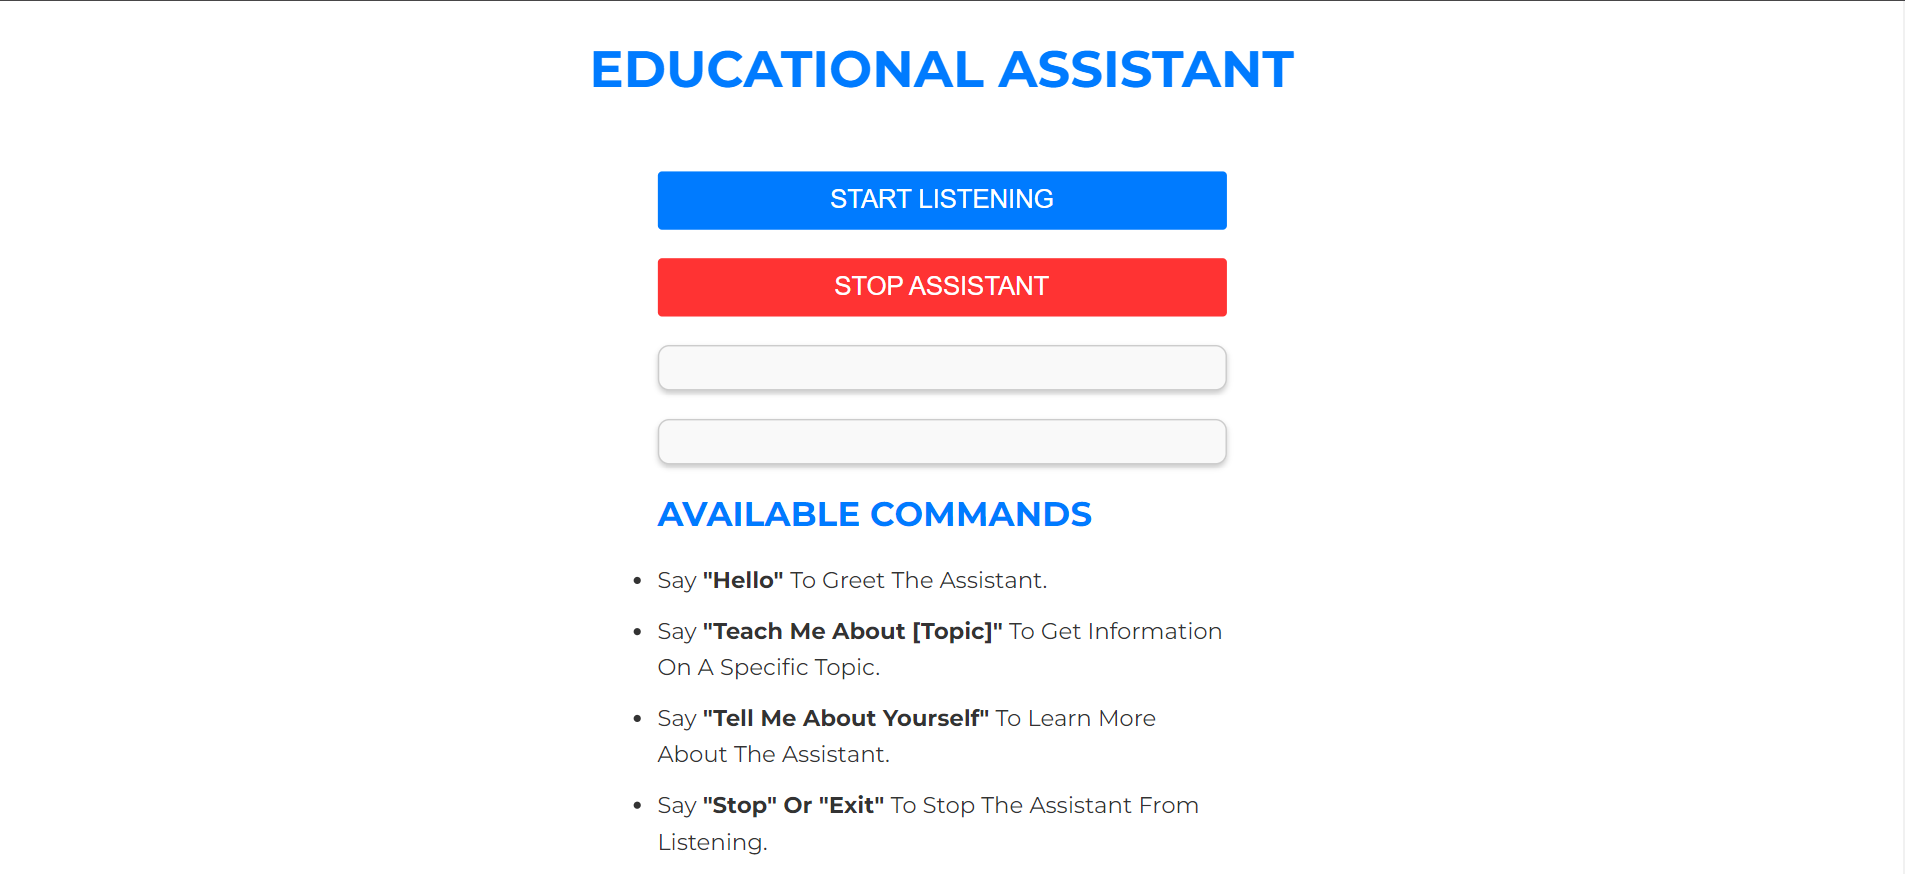 EDUCATIONAL ASSISTANT
START LISTENING
STOP ASSISTANT
AVAILABLE COMMANDS
• Say "Hello" To Greet The Assistant.
• Say "Teach Me About [Topic]" To Get Information
On A Specific Topic.
• Say "Tell Me About Yourself" To Learn More
About The Assistant.
• Say "Stop" Or "Exit" To Stop The Assistant From
Listening.